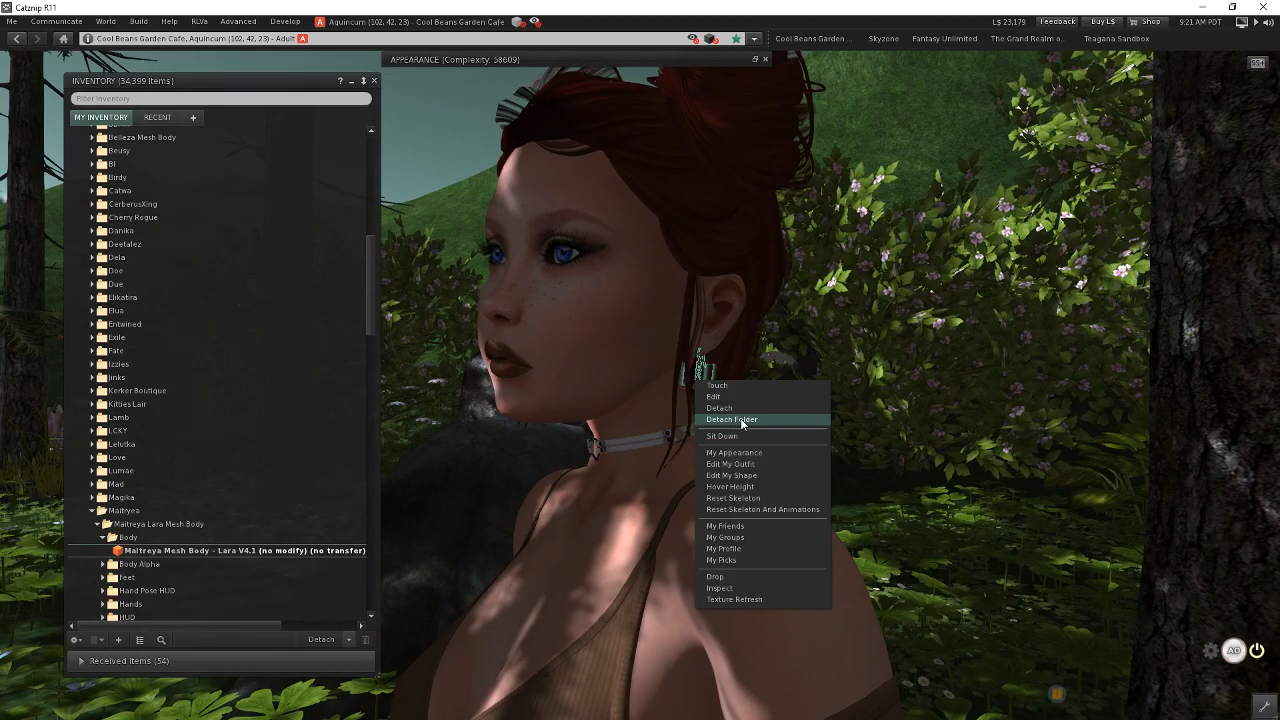 Catznip R11
Me Communicate World Build Help RLVa Advanced Develop A Aquincum (102, 42, 23) - Cool Beans Garden Cafe L$ 23,179 Feedback Buy L$ Shop 9:21 AM PDT
Cool Beans Garden Cafe, Aquincum (102, 42, 23) - Adult A Cool Beans Garden ... Skyzone Fantasy Unlimited The Grand Realm o... Teagana Sandbox
APPEARANCE (Complexity: 58609)
INVENTORY (34,399 Items) ?
Filter Inventory
MY INVENTORY RECENT +
Belleza Mesh Body
Beusy
BI
Birdy
Catwa
CerberusXing
Cherry Rogue
Danika
Deetalez
Dela
Doe
Due
Elikatira
Elua
Entwined
Exile
Fate
Izzies
Jinks
Kerker Boutique
Kitties Lair
Lamb
LCKY
Lelutka
Love
Lumae
Mad
Magika
Maitryea
Maitreya Lara Mesh Body
Body
Maitreya Mesh Body - Lara V4.1 (no modify) (no transfer)
Body Alpha
Feet
Hand Pose HUD
Hands
HUD
Detach
Received Items (54)
Touch
Edit
Detach
Detach Folder
Sit Down
My Appearance
Edit My Outfit
Edit My Shape
Hover Height
Reset Skeleton
Reset Skeleton And Animations
My Friends
My Groups
My Profile
My Picks
Drop
Inspect
Texture Refresh
AO